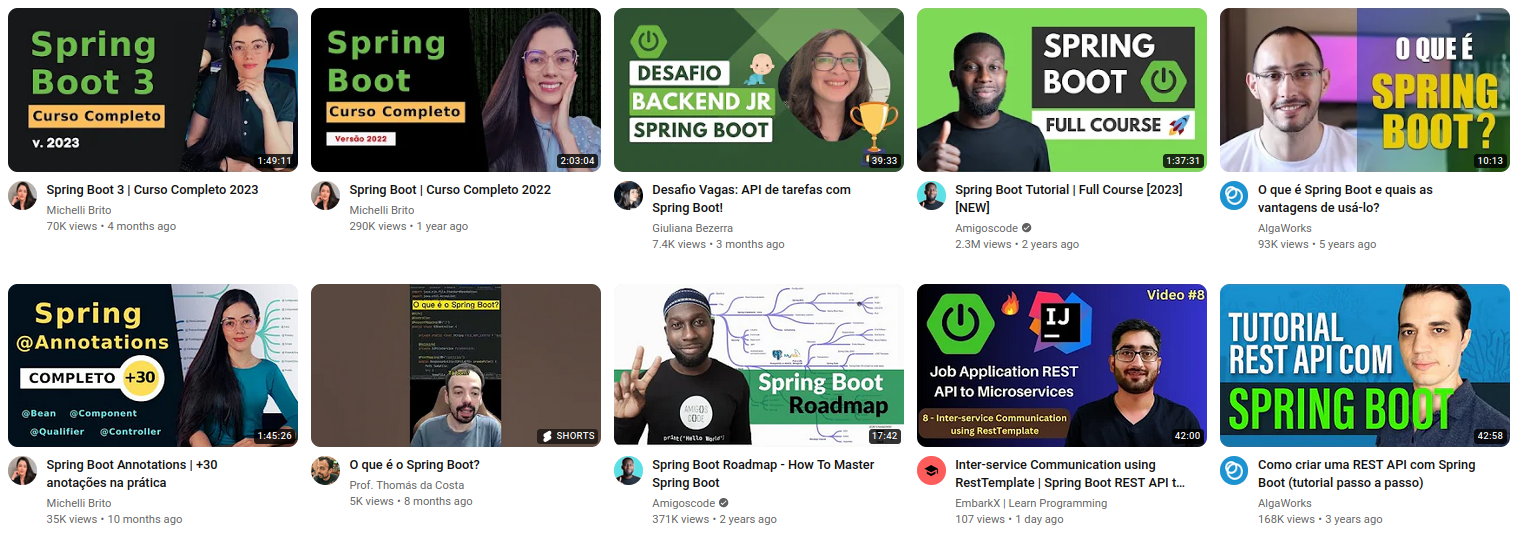 Spring
Boot 3
Curso Completo
v. 2023
1:49:11
Spring Boot 3 | Curso Completo 2023
Michelli Brito
70K views • 4 months ago
Spring
Boot
Curso Completo
Versão 2022
2:03:04
Spring Boot | Curso Completo 2022
Michelli Brito
290K views • 1 year ago
DESAFIO
BACKEND JR
SPRING BOOT
39:33
Desafio Vagas: API de tarefas com
Spring Boot!
Giuliana Bezerra
7.4K views • 3 months ago
SPRING
BOOT
FULL COURSE
1:37:31
Spring Boot Tutorial | Full Course [2023]
[NEW]
Amigoscode
2.3M views • 2 years ago
O QUE É
SPRING
BOOT?
10:13
O que é Spring Boot e quais as
vantagens de usá-lo?
AlgaWorks
93K views • 5 years ago
Spring
@Annotations
COMPLETO +30
@Bean @Component
@Qualifier @Controller
1:45:26
Spring Boot Annotations | +30
anotações na prática
Michelli Brito
35K views • 10 months ago
O que é o Spring Boot?
SHORTS
O que é o Spring Boot?
Prof. Thomás da Costa
5K views • 8 months ago
AMIGOS
CODE
Spring Boot
Roadmap
17:42
Spring Boot Roadmap - How To Master
Spring Boot
Amigoscode
371K views • 2 years ago
Video #8
IJ
Job Application REST
API to Microservices
8 - Inter-service Communication
using RestTemplate
42:00
Inter-service Communication using
RestTemplate | Spring Boot REST API t...
EmbarkX | Learn Programming
107 views • 1 day ago
TUTORIAL
REST API COM
SPRING BOOT
42:58
Como criar uma REST API com Spring
Boot (tutorial passo a passo)
AlgaWorks
168K views • 3 years ago